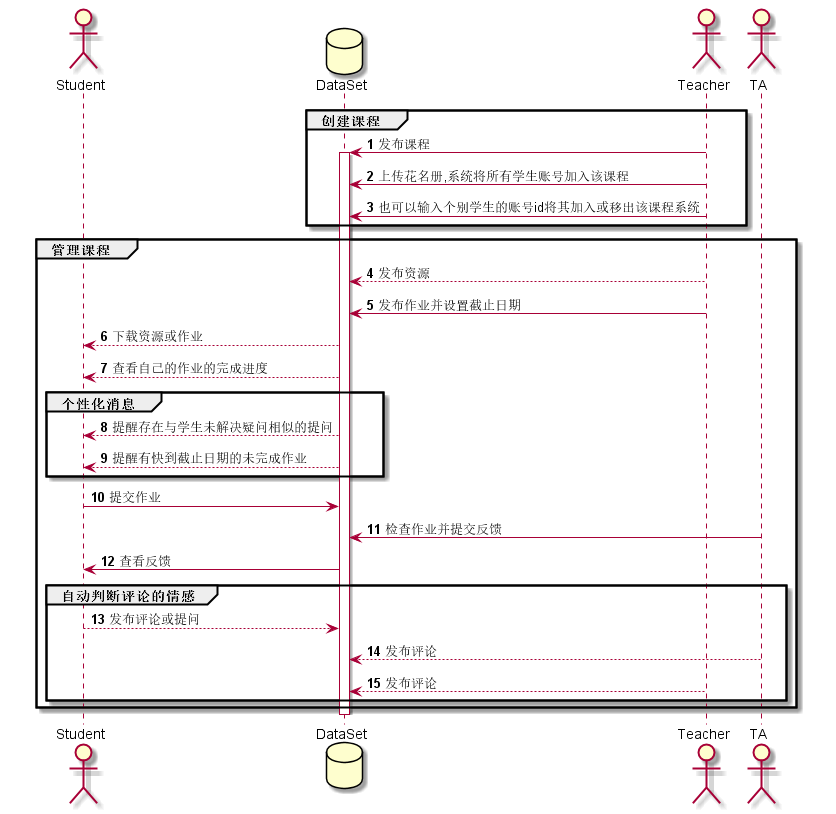 Student
DataSet
Teacher
TA
创建课程
1 发布课程
2 上传花名册,系统将所有学生账号加入该课程
3 也可以输入个别学生的账号id将其加入或移出该课程系统
管理课程
4 发布资源
5 发布作业并设置截止日期
6 下载资源或作业
7 查看自己的作业的完成进度
个性化消息
8 提醒存在与学生未解决疑问相似的提问
9 提醒有快到截止日期的未完成作业
10 提交作业
11 检查作业并提交反馈
12 查看反馈
自动判断评论的情感
13 发布评论或提问
14 发布评论
15 发布评论
Student
DataSet
Teacher
TA